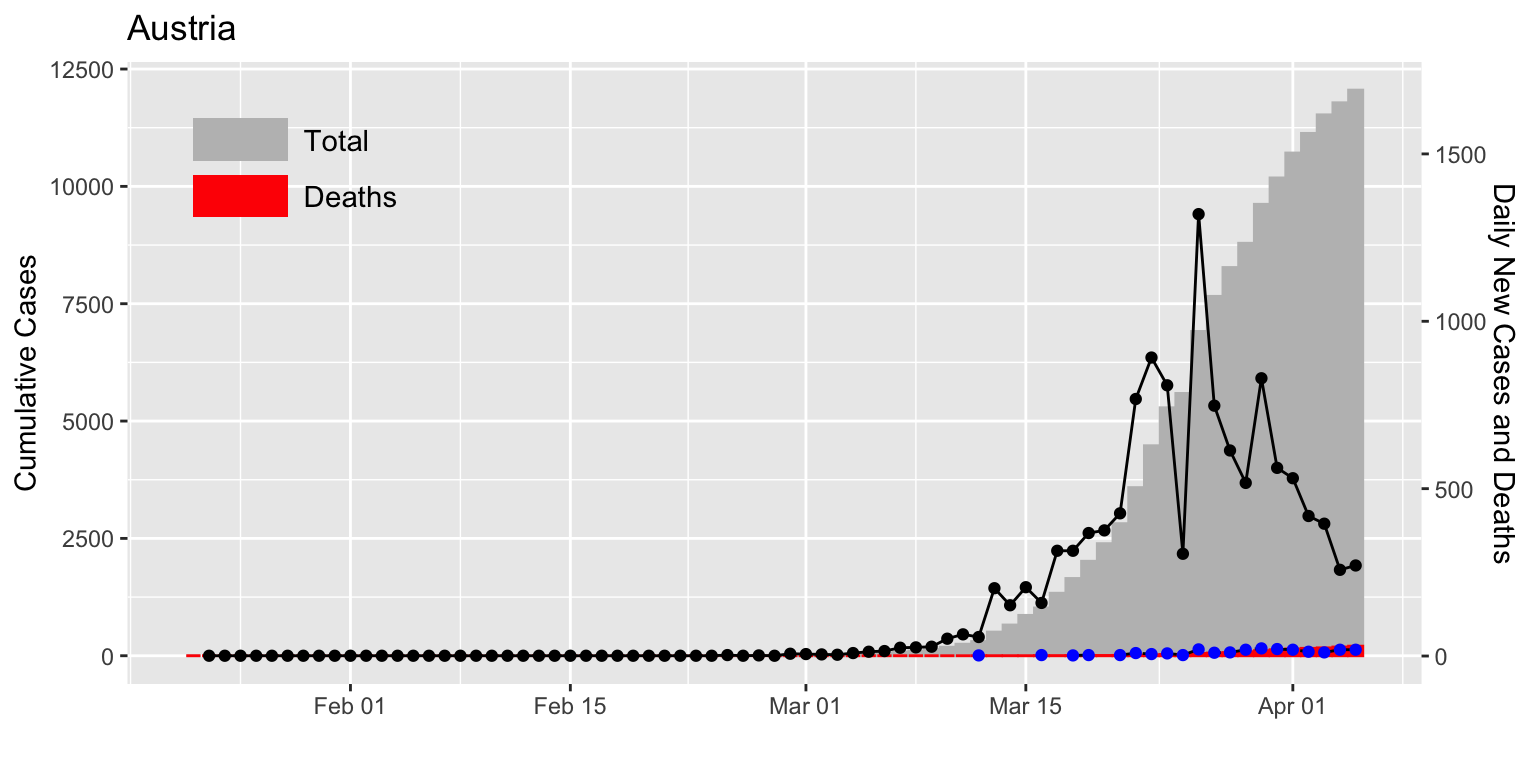 Austria
12500
10000
7500
5000
2500
0
Cumulative Cases
Total
Deaths
1500
1000
500
0
Daily New Cases and Deaths
Feb 01
Feb 15
Mar 01
Mar 15
Apr 01